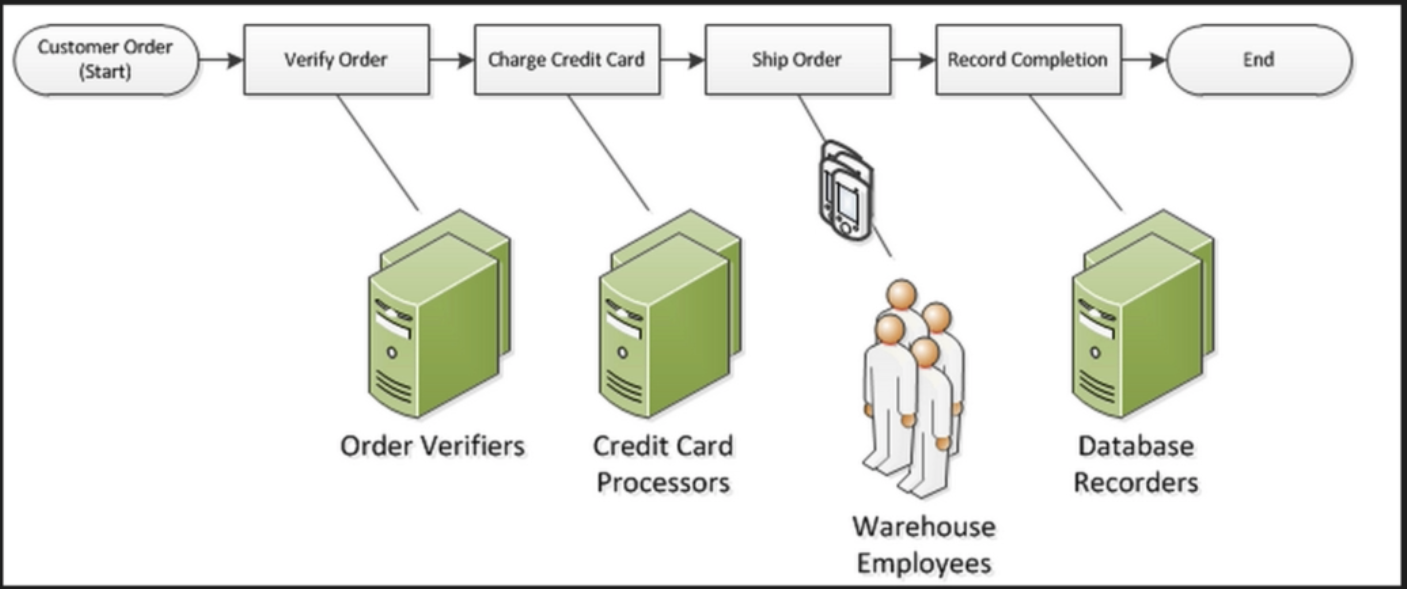 Customer Order
(Start)
Verify Order
Charge Credit Card
Ship Order
Record Completion
End
Order Verifiers
Credit Card
Processors
Warehouse
Employees
Database
Recorders